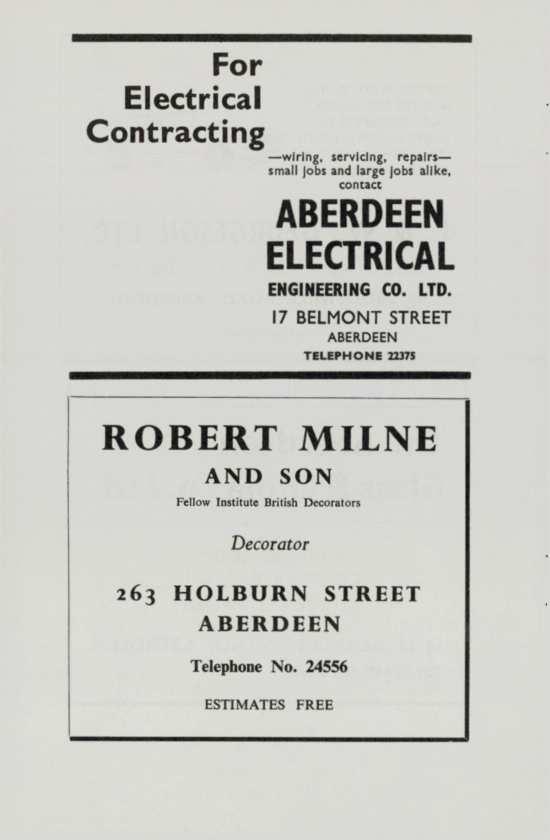 For
Electrical
Contracting
—wiring, servicing, repairs—
small jobs and large jobs alike,
contact
ABERDEEN
ELECTRICAL
ENGINEERING CO. LTD.
17 BELMONT STREET
ABERDEEN
TELEPHONE 22375
ROBERT MILNE
AND SON
Fellow Institute British Decorators
Decorator
263 HOLBURN STREET
ABERDEEN
Telephone No. 24556
ESTIMATES FREE